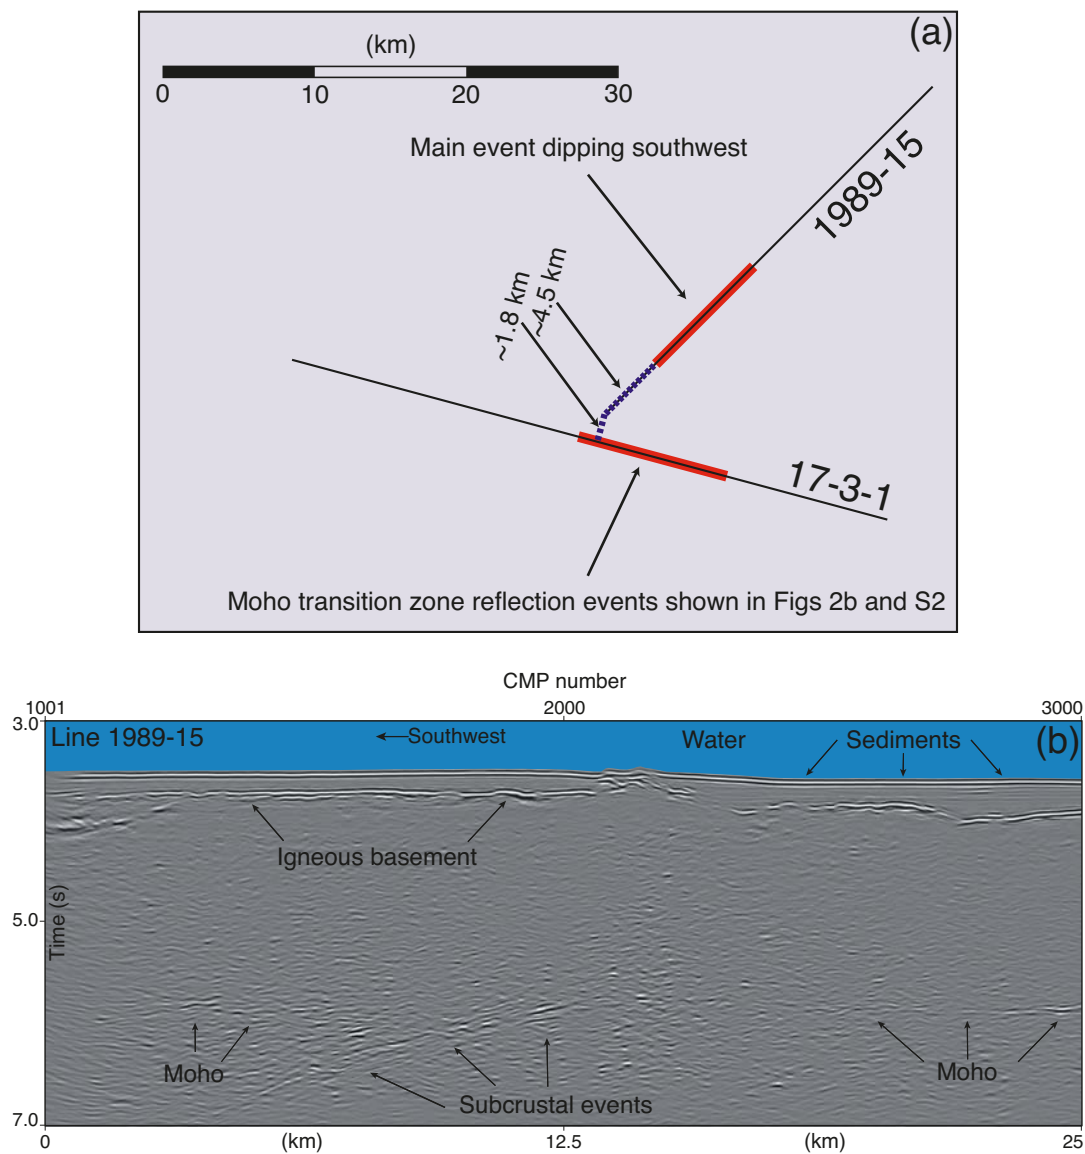 (a)
(km)
0 10 20 30
Main event dipping southwest
1989-15
~4.5 km
~1.8 km
17-3-1
Moho transition zone reflection events shown in Figs 2b and S2
CMP number
1001 2000 3000
3.0
Line 1989-15 Southwest Water Sediments (b)
Igneous basement
Time (s)
5.0
Moho Moho
Subcrustal events
7.0
0 (km) 12.5 (km) 25